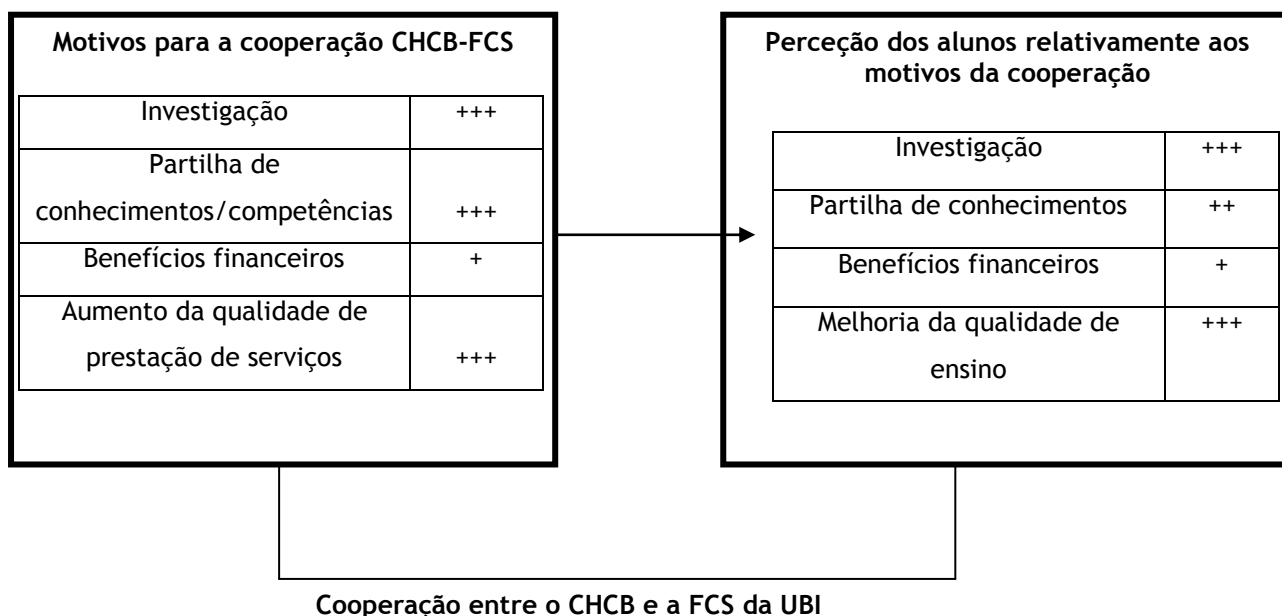 Motivos para a cooperação CHCB-FCS
Investigação +++
Partilha de
conhecimentos/competências +++
Benefícios financeiros +
Aumento da qualidade de
prestação de serviços +++
Perceção dos alunos relativamente aos
motivos da cooperação
Investigação +++
Partilha de conhecimentos ++
Benefícios financeiros +
Melhoria da qualidade de +++
ensino
Cooperação entre o CHCB e a FCS da UBI